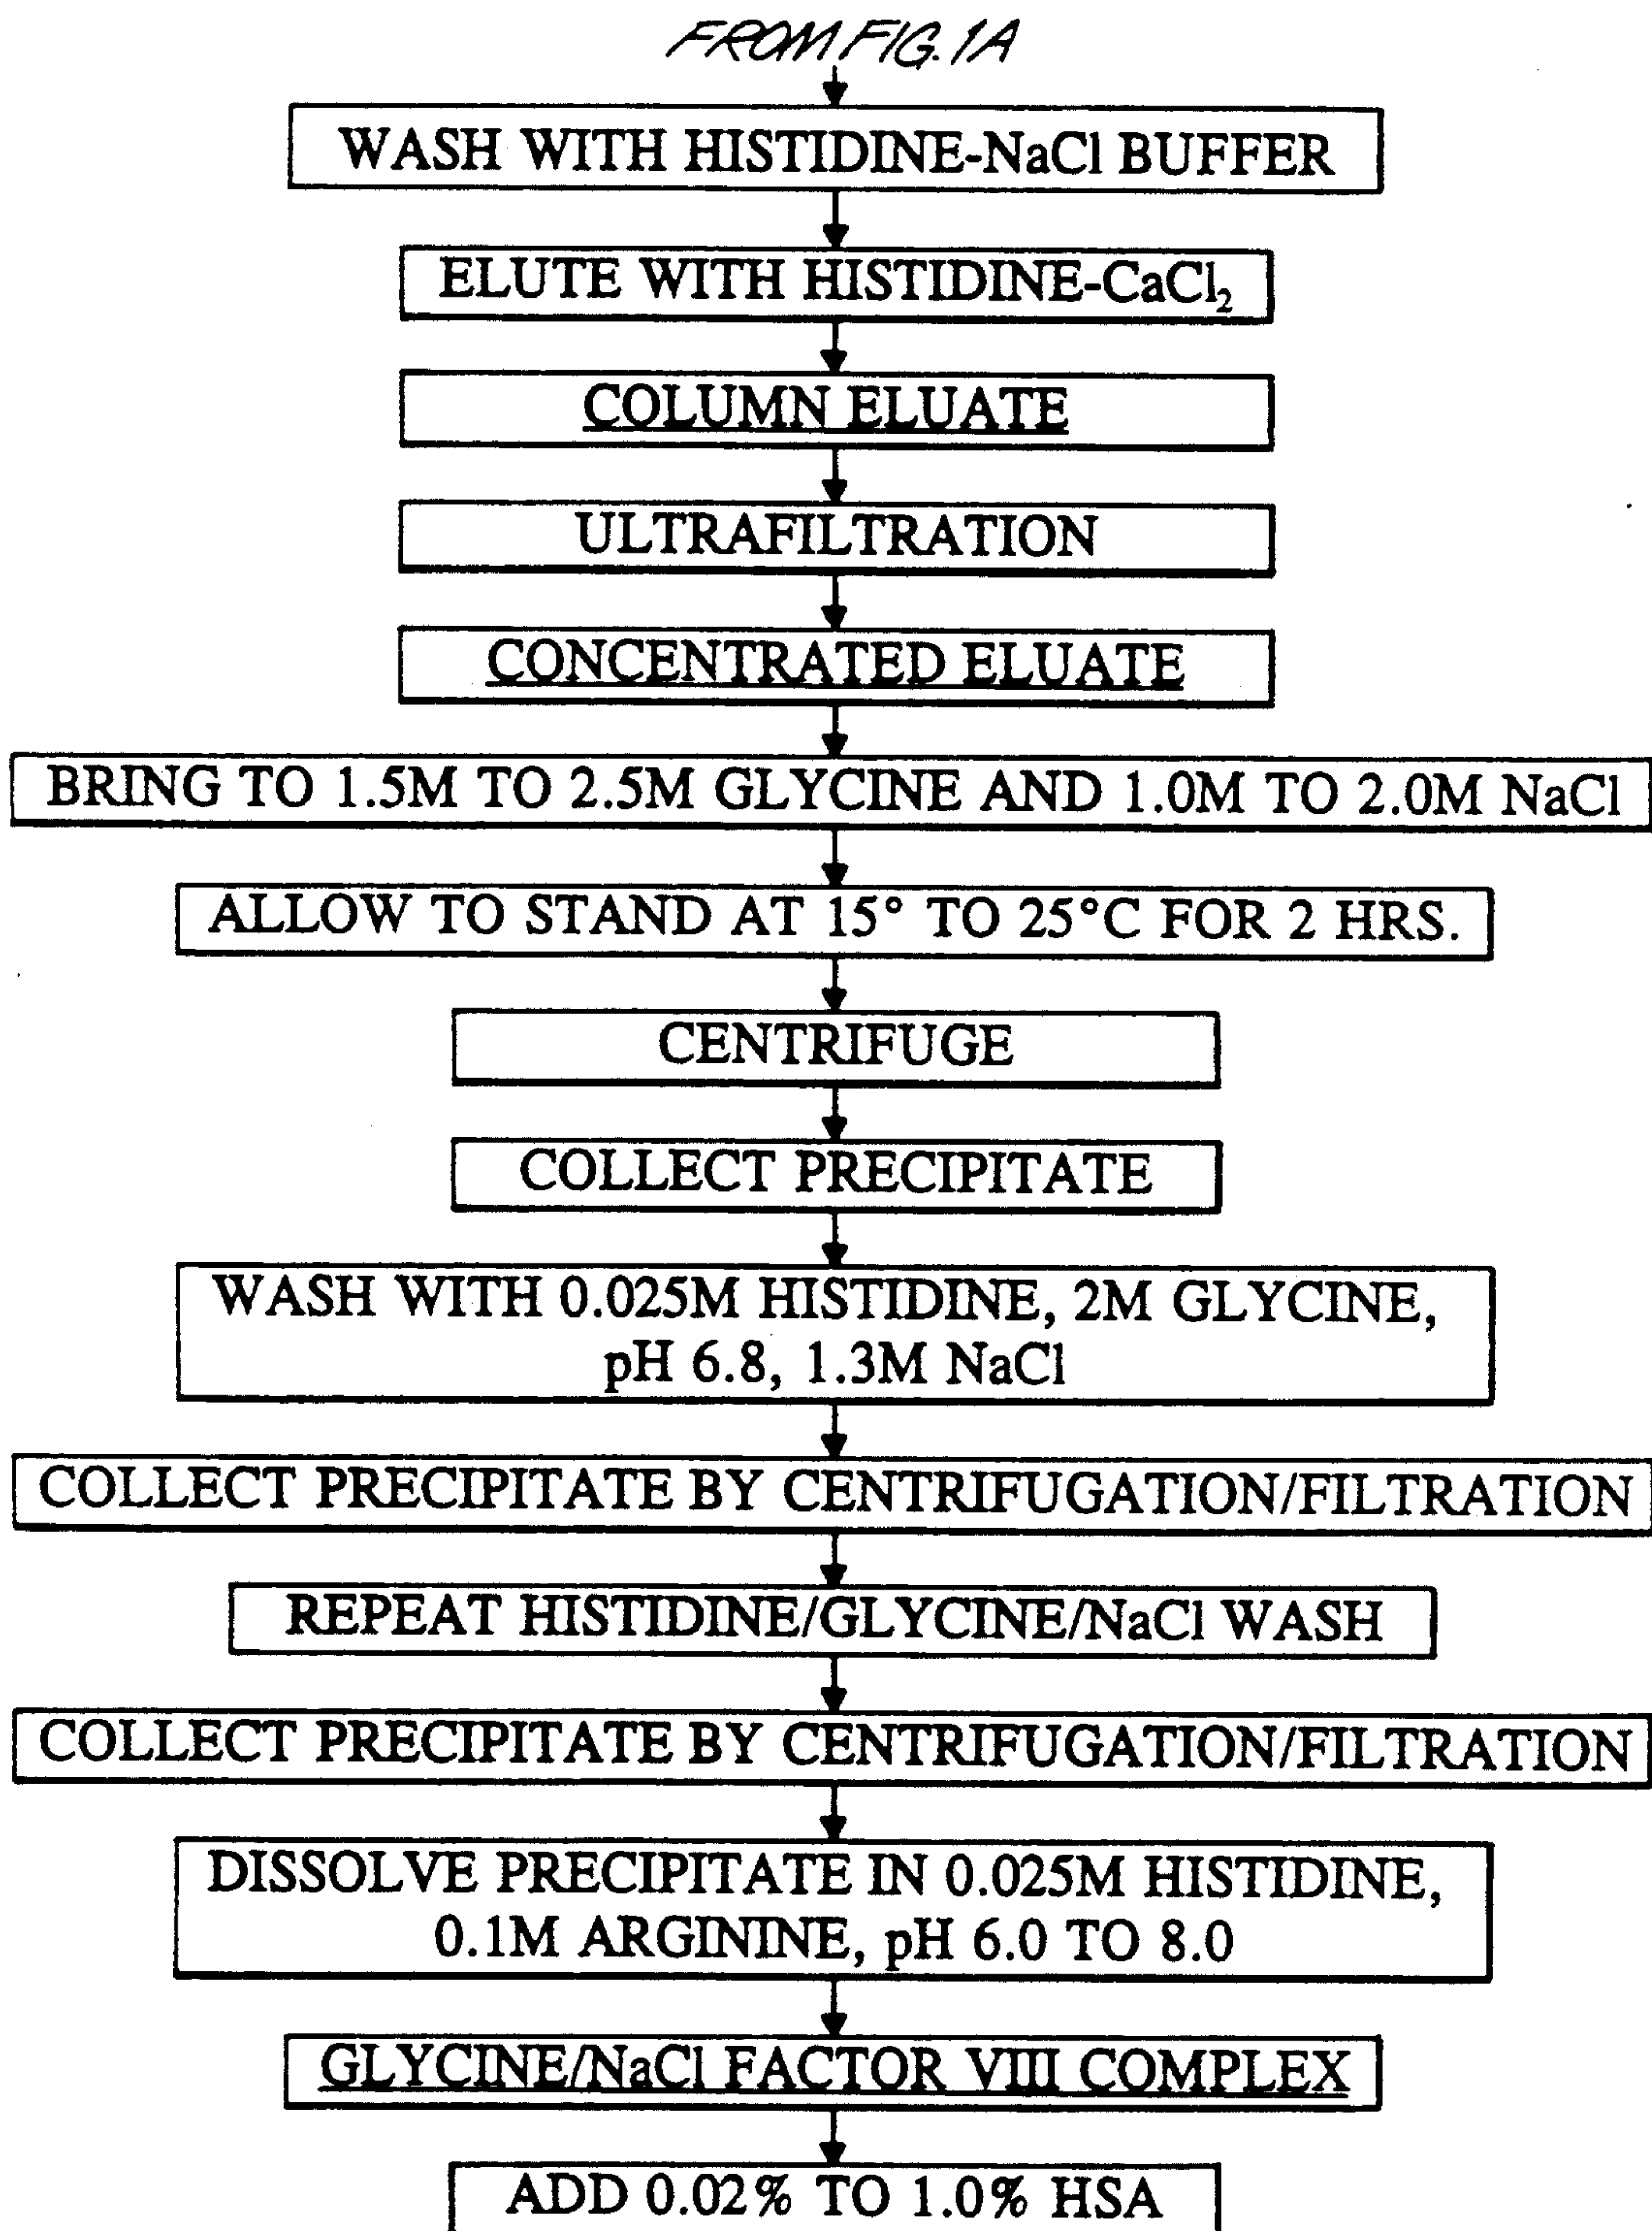 FROM FIG. 1A
WASH WITH HISTIDINE-NaCl BUFFER
ELUTE WITH HISTIDINE-CaCl₂
COLUMN ELUATE
ULTRAFILTRATION
CONCENTRATED ELUATE
BRING TO 1.5M TO 2.5M GLYCINE AND 1.0M TO 2.0M NaCl
ALLOW TO STAND AT 15° TO 25°C FOR 2 HRS.
CENTRIFUGE
COLLECT PRECIPITATE
WASH WITH 0.025M HISTIDINE, 2M GLYCINE,
pH 6.8, 1.3M NaCl
COLLECT PRECIPITATE BY CENTRIFUGATION/FILTRATION
REPEAT HISTIDINE/GLYCINE/NaCl WASH
COLLECT PRECIPITATE BY CENTRIFUGATION/FILTRATION
DISSOLVE PRECIPITATE IN 0.025M HISTIDINE,
0.1M ARGININE, pH 6.0 TO 8.0
GLYCINE/NaCl FACTOR VIII COMPLEX
ADD 0.02% TO 1.0% HSA